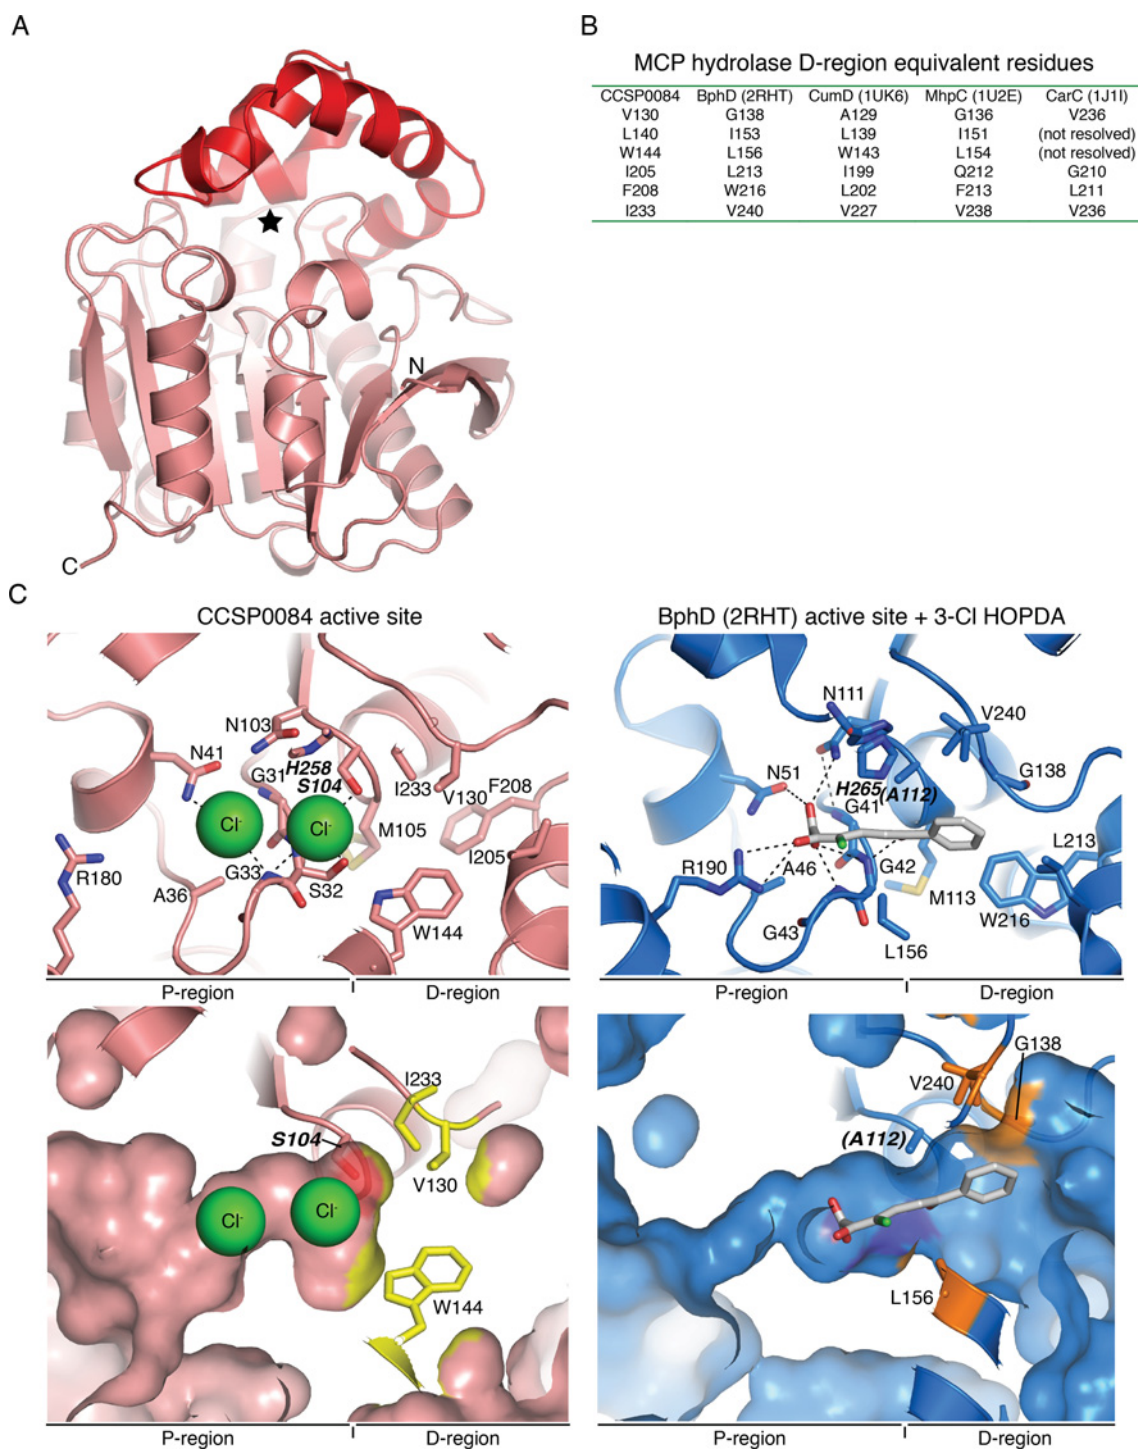 A
B
MCP hydrolase D-region equivalent residues
CCSP0084 BphD (2RHT) CumD (1UK6) MhpC (1U2E) CarC (1J1I)
V130 G138 A129 G136 V236
L140 I153 L139 I151 (not resolved)
W144 L156 W143 L154 (not resolved)
I205 L213 I199 Q212 G210
F208 W216 L202 F213 L211
I233 V240 V227 V238 V236
N
C
C
CCSP0084 active site
N103
N41
H258
G31
S104
I233
F208
V130
Cl-
Cl-
M105
I205
R180
G33
A36
S32
W144
P-region
D-region
BphD (2RHT) active site + 3-Cl HOPDA
N111
V240
N51
G138
H265
(A112)
G41
L213
R190
A46
G42
M113
W216
G43
L156
P-region
D-region
I233
S104
V130
Cl-
Cl-
W144
P-region
D-region
G138
V240
(A112)
L156
P-region
D-region